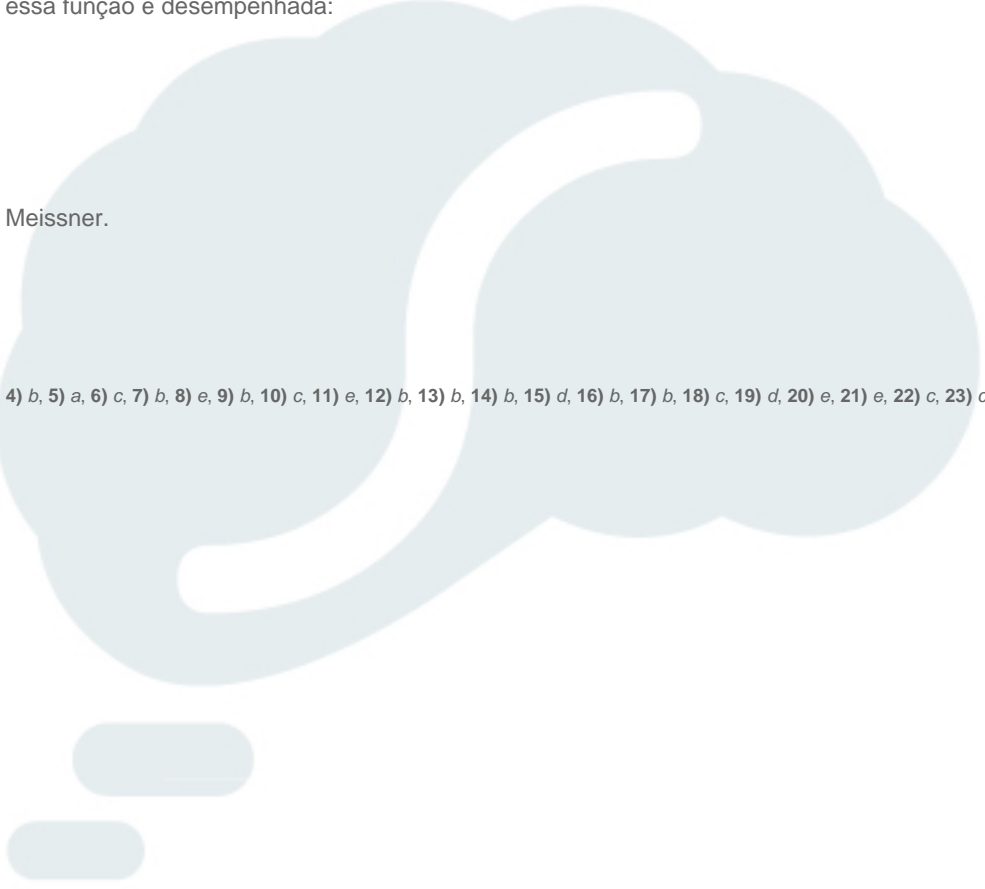 essa função é desempenhada:
Meissner.
4) b, 5) a, 6) c, 7) b, 8) e, 9) b, 10) c, 11) e, 12) b, 13) b, 14) b, 15) d, 16) b, 17) b, 18) c, 19) d, 20) e, 21) e, 22) c, 23)